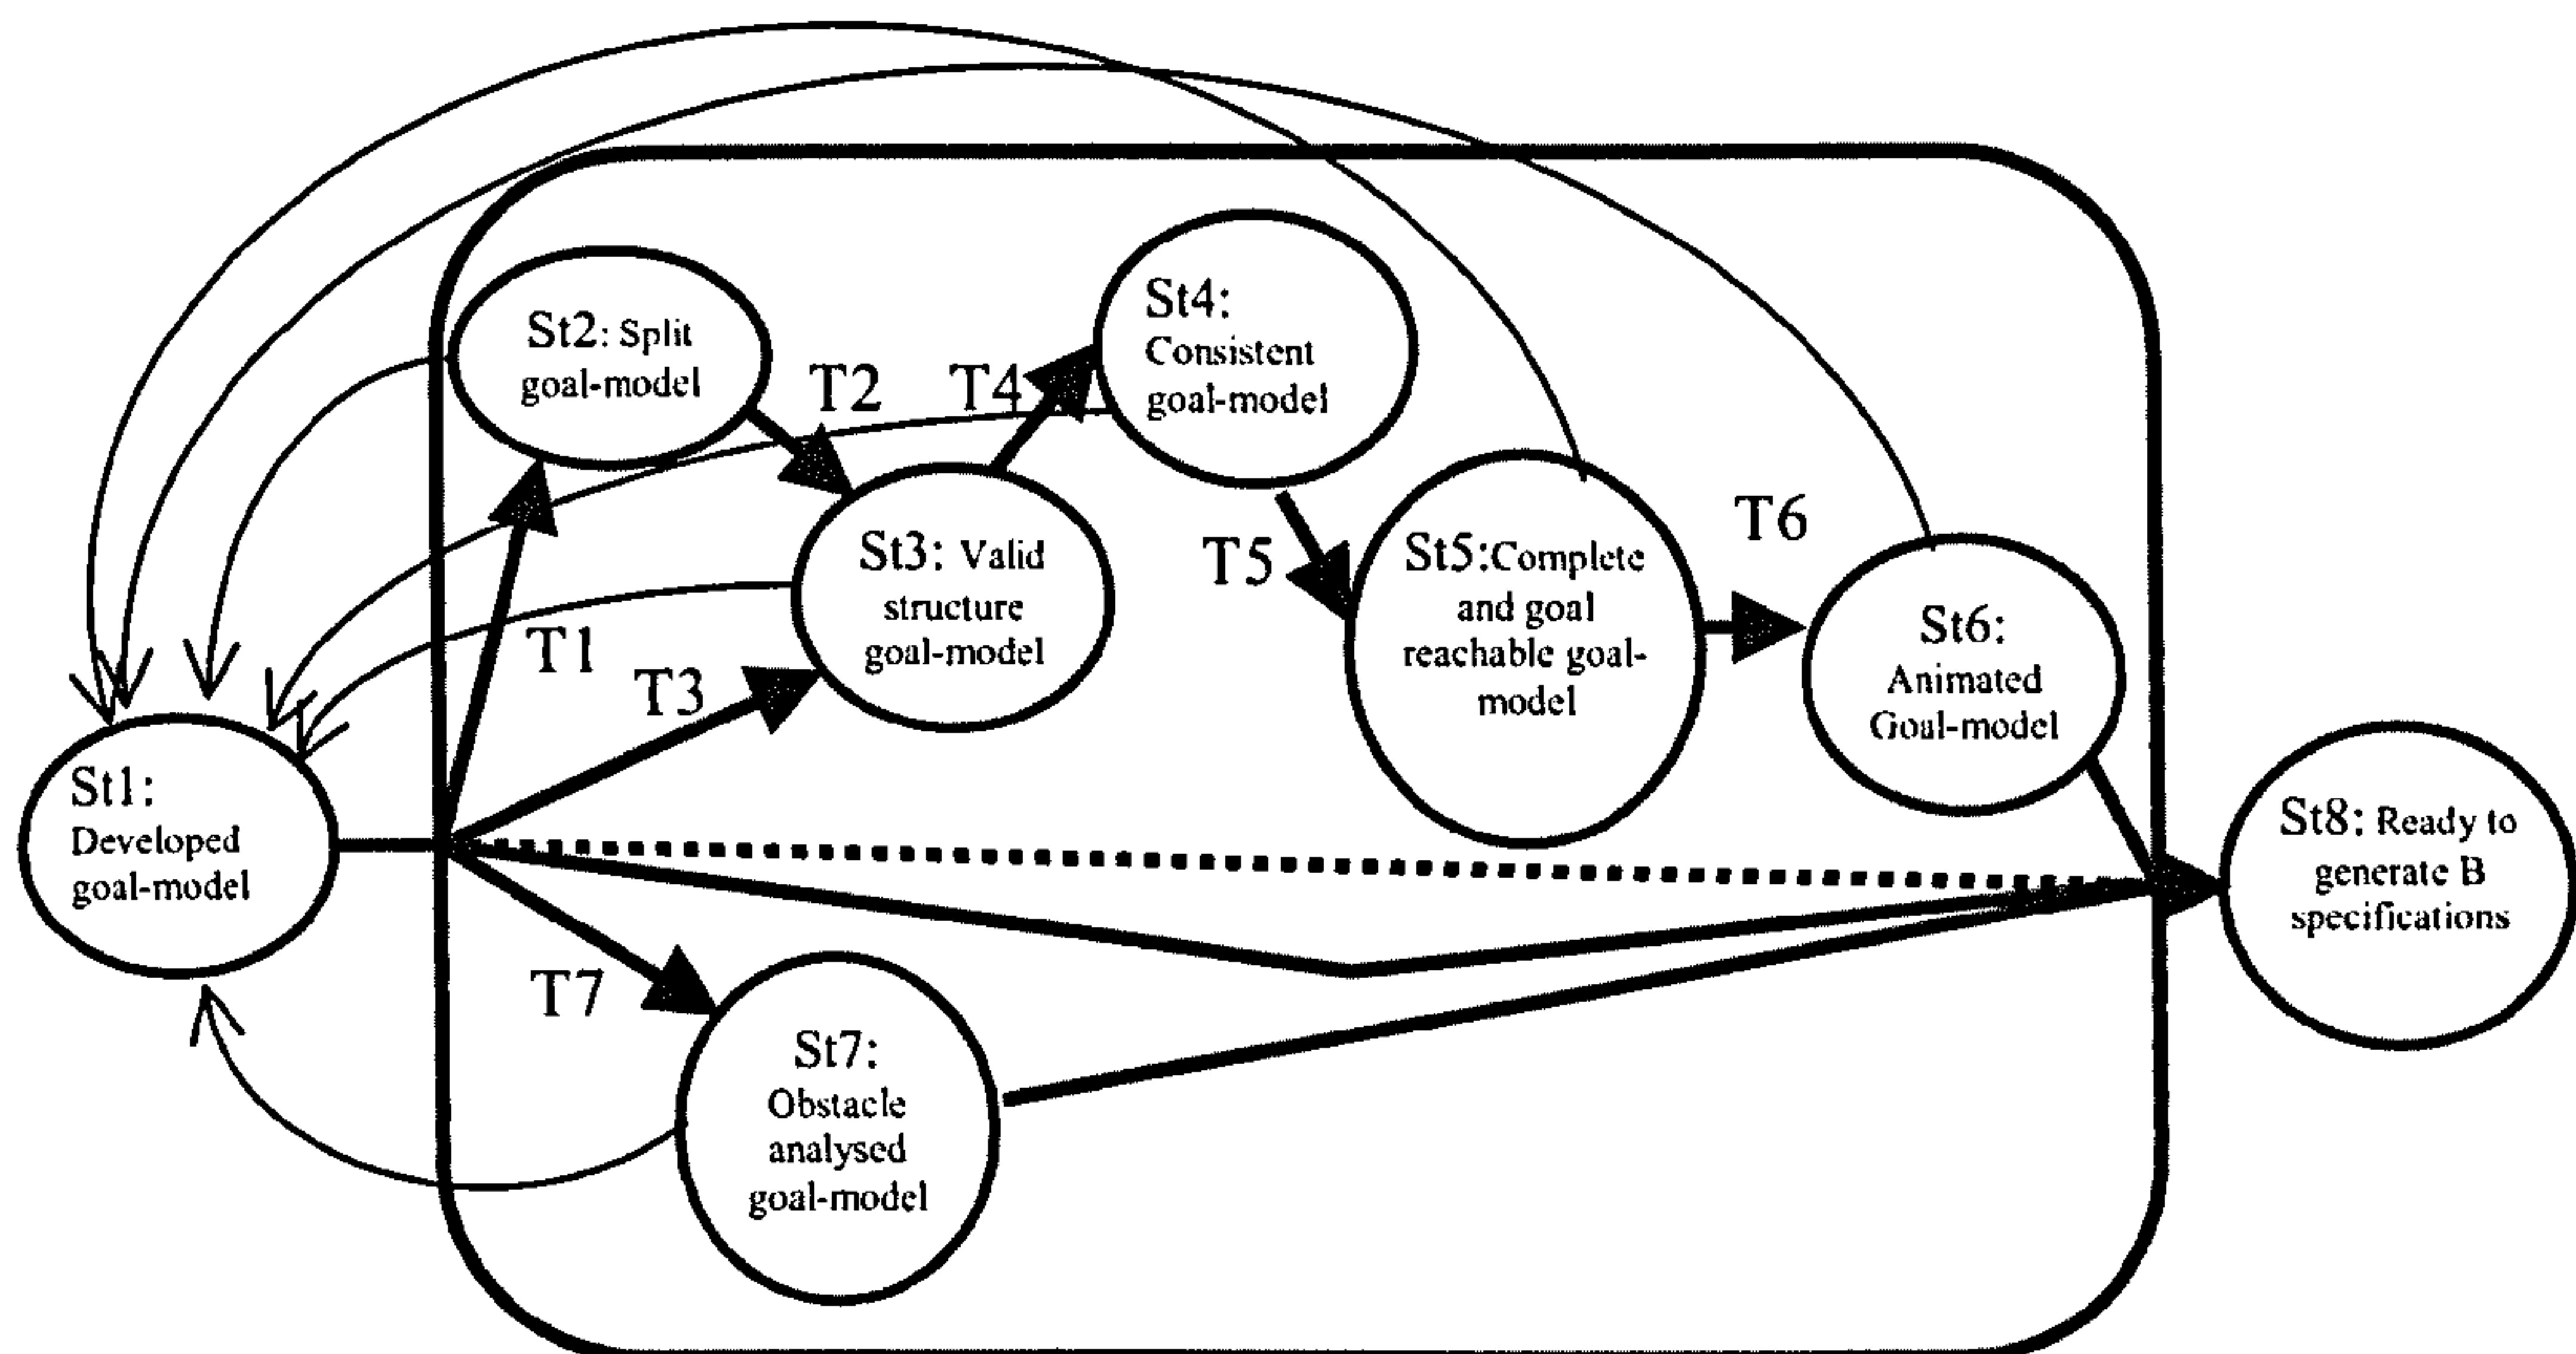 St2: Split
goal-model
T2
T4
St4:
Consistent
goal-model
St3: Valid
structure
goal-model
T5
St5:Complete
and goal
reachable goal-
model
T6
St6:
Animated
Goal-model
T1
T3
St1:
Developed
goal-model
St8: Ready to
generate B
specifications
T7
St7:
Obstacle
analysed
goal-model